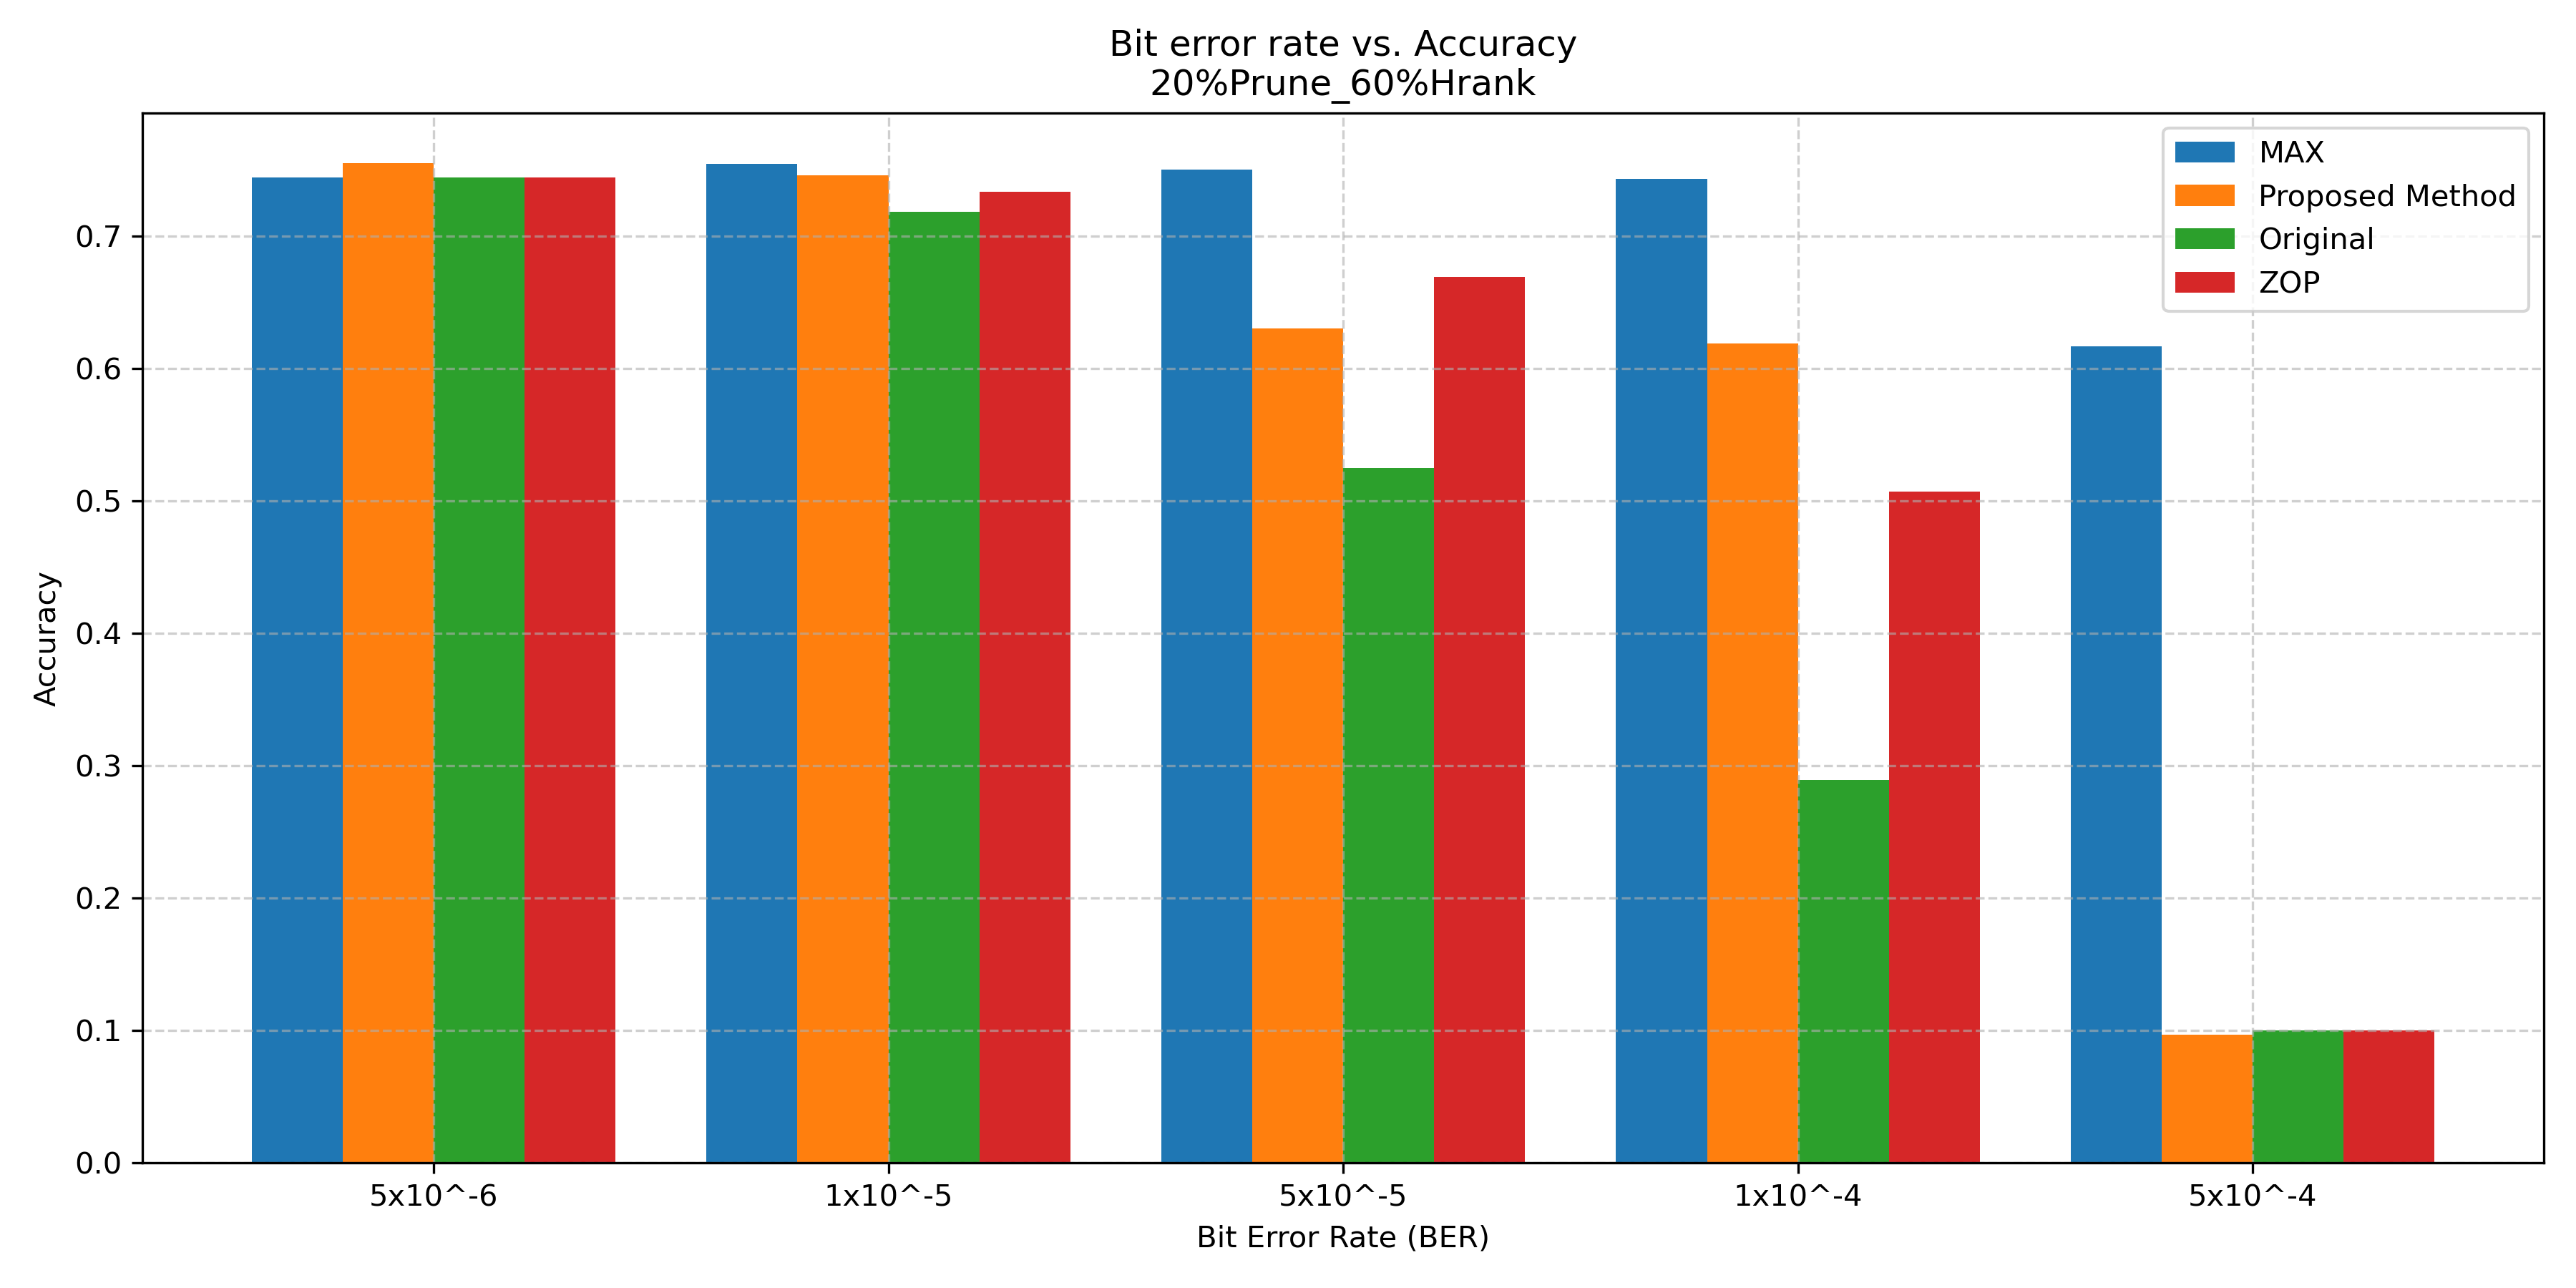 Bit error rate vs. Accuracy
20%Prune_60%Hrank
MAX
Proposed Method
Original
ZOP
Accuracy
0.7
0.6
0.5
0.4
0.3
0.2
0.1
0.0
5x10^-6
1x10^-5
5x10^-5
1x10^-4
5x10^-4
Bit Error Rate (BER)